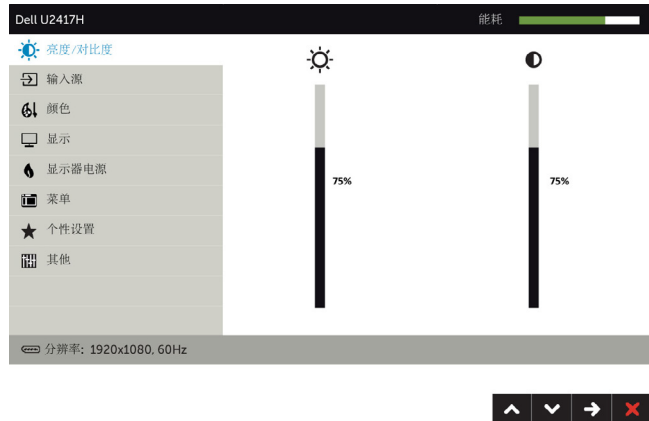 Dell U2417H
能耗
亮度/对比度
输入源
颜色
显示
显示器电源
菜单
个性设置
其他
75%
75%
分辨率: 1920x1080, 60Hz